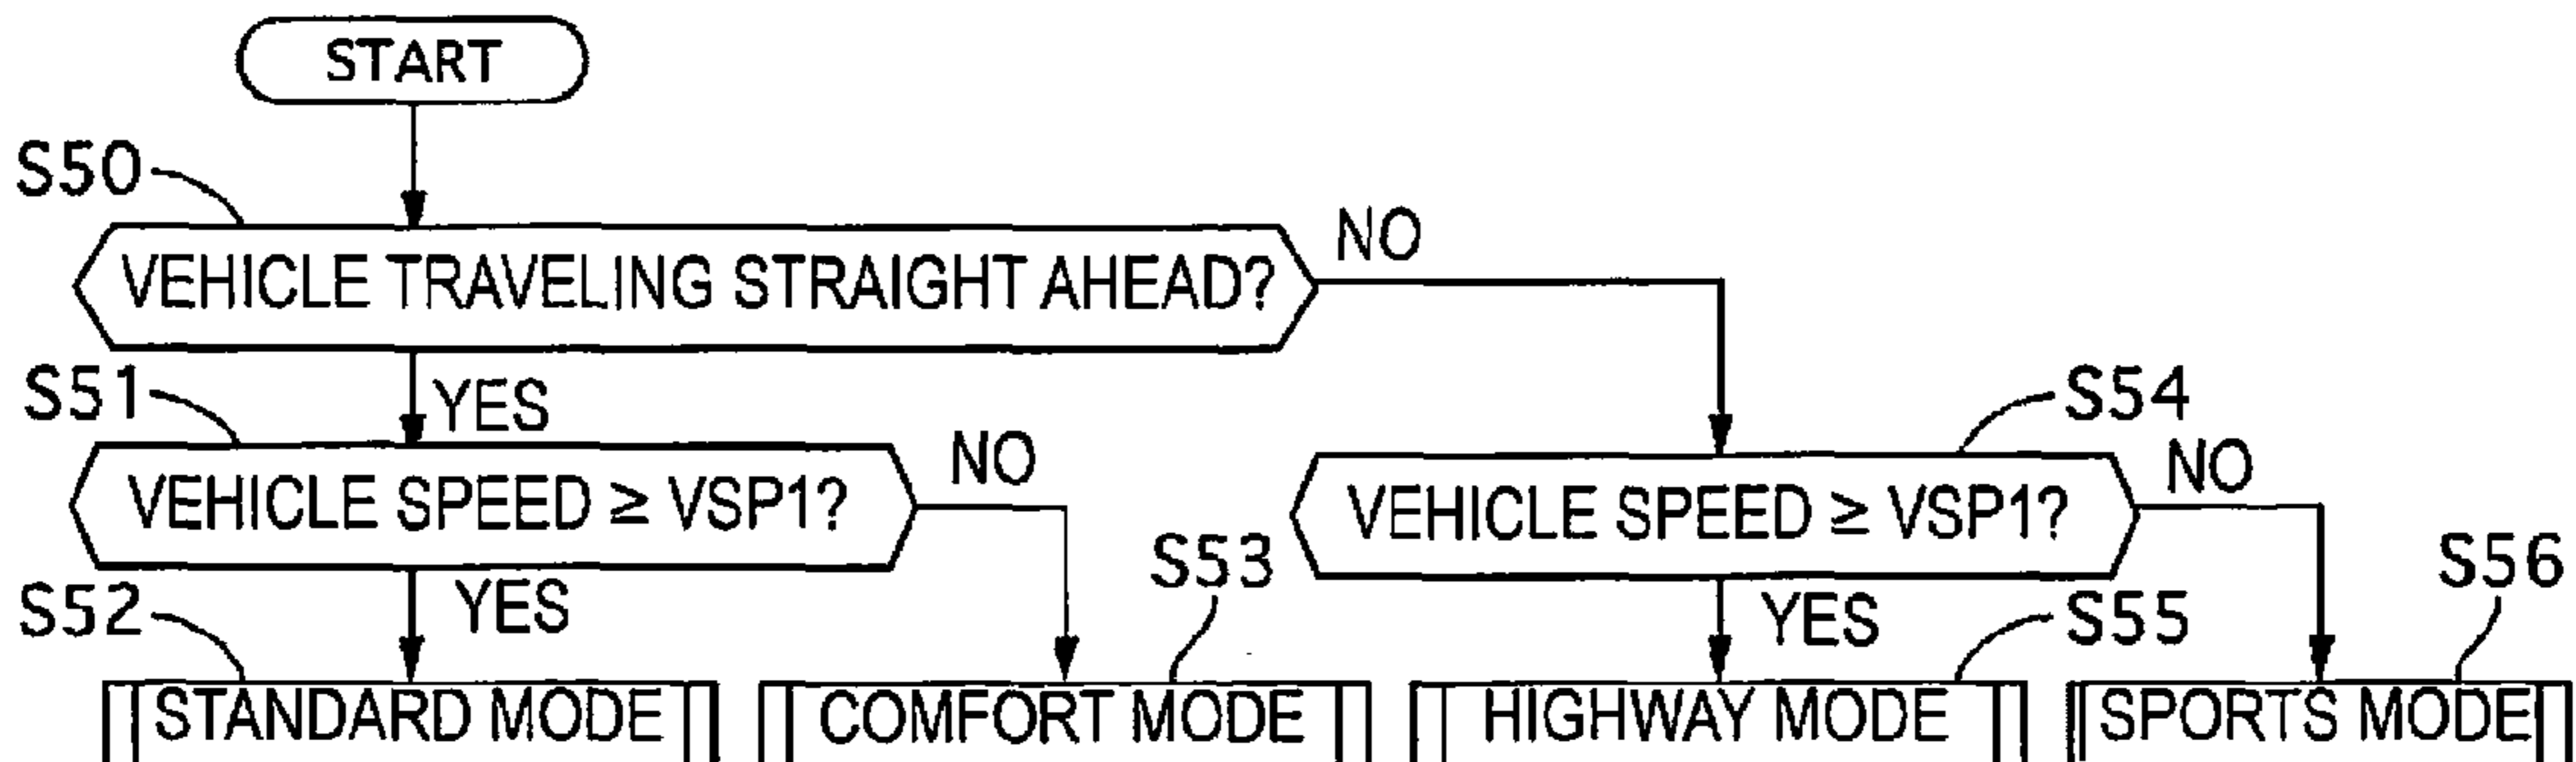 START
S50
VEHICLE TRAVELING STRAIGHT AHEAD?
NO
S51
YES
VEHICLE SPEED ≥ VSP1?
NO
S54
VEHICLE SPEED ≥ VSP1?
NO
S52
YES
S53
YES
S55
S56
STANDARD MODE
COMFORT MODE
HIGHWAY MODE
SPORTS MODE